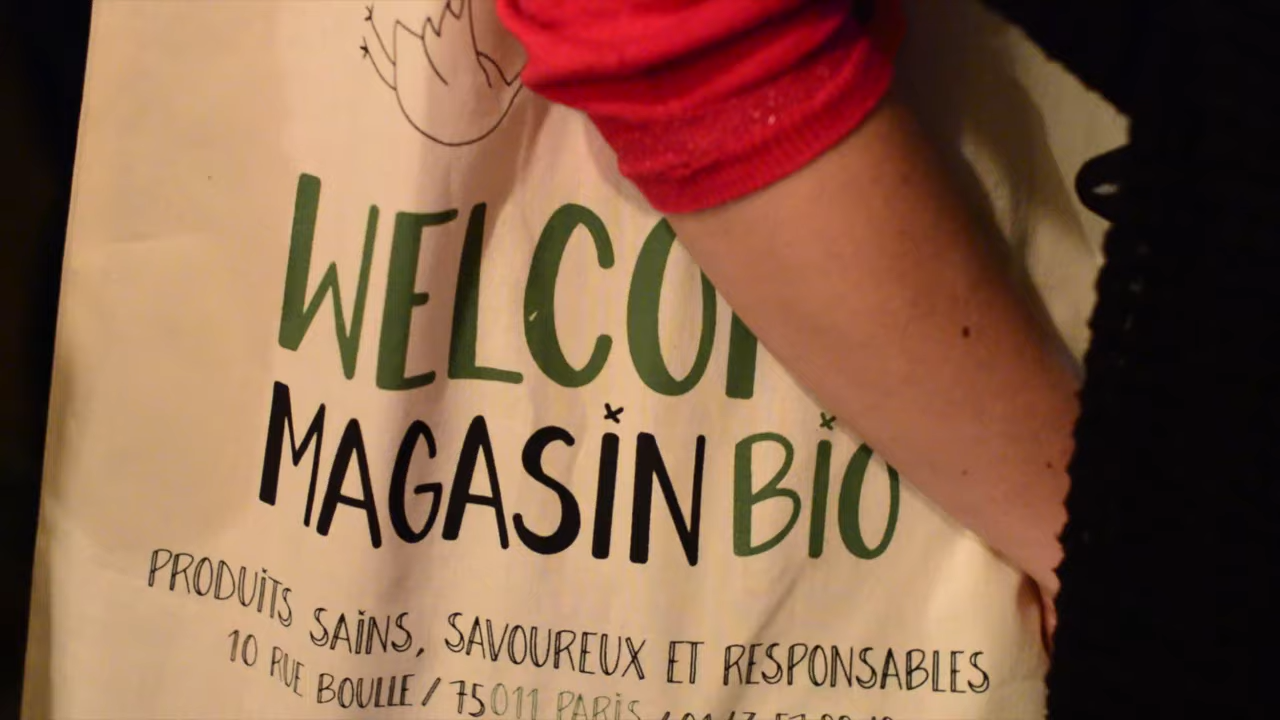 WELCO
MAGASIN BIO
PRODUITS SAINS, SAVOUREUX ET RESPONSABLES
10 RUE BOULLE / 75011 PARIS /